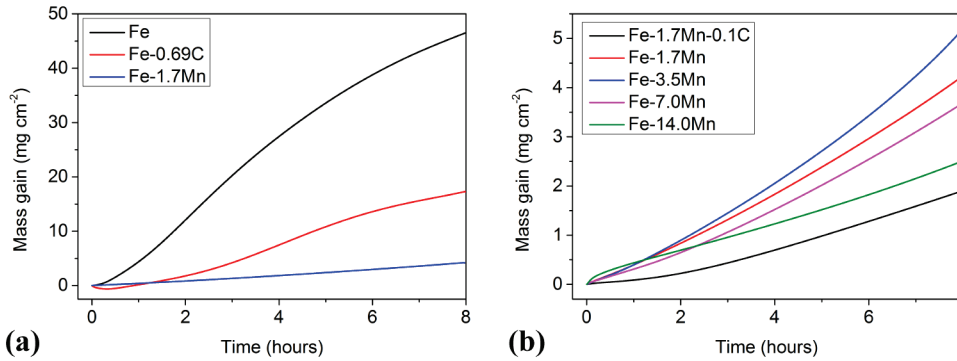 Fe
Fe-0.69C
Fe-1.7Mn
Mass gain (mg cm-2)
50
40
30
20
10
0
0 2 4 6 8
Time (hours)
(a)
Fe-1.7Mn-0.1C
Fe-1.7Mn
Fe-3.5Mn
Fe-7.0Mn
Fe-14.0Mn
Mass gain (mg cm-2)
5
4
3
2
1
0
0 2 4 6
Time (hours)
(b)